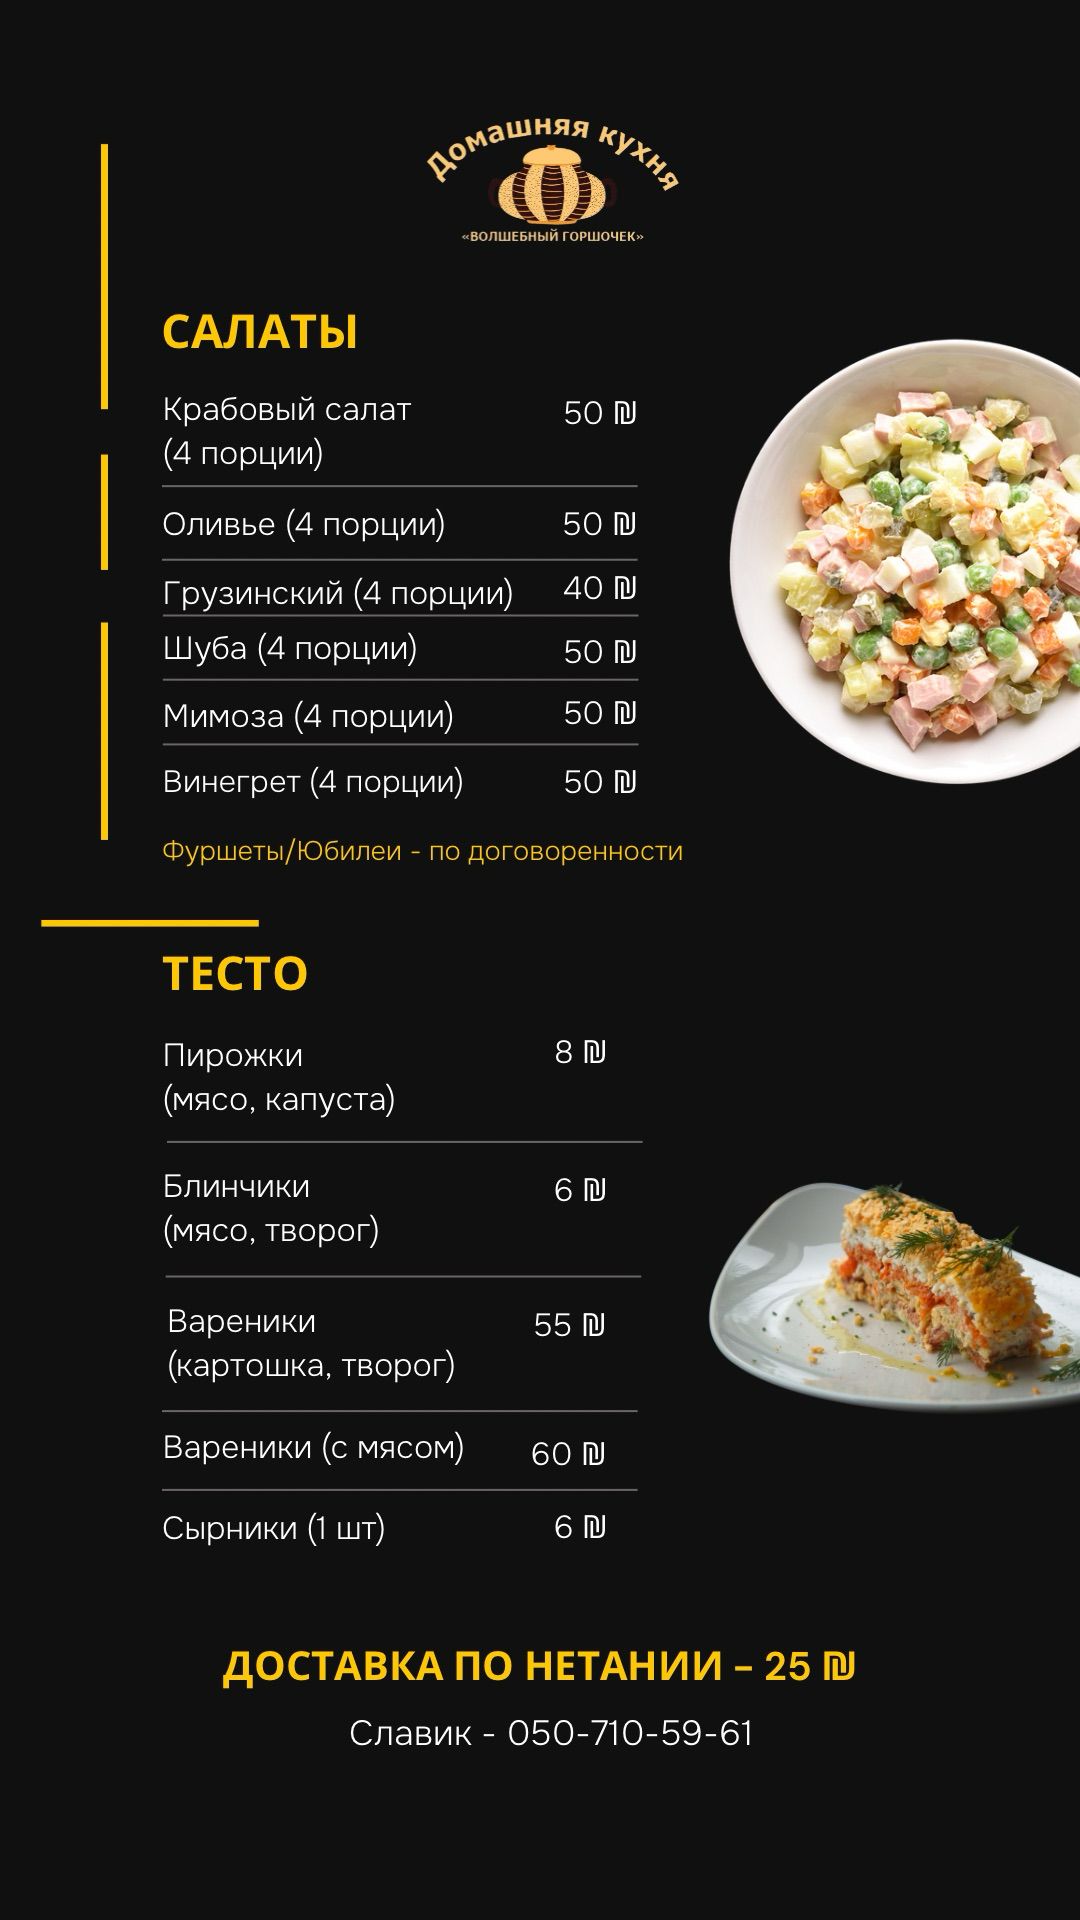 Домашняя кухня
«ВОЛШЕБНЫЙ ГОРШОЧЕК»
САЛАТЫ
Крабовый салат 50 ₪
(4 порции)
Оливье (4 порции) 50 ₪
Грузинский (4 порции) 40 ₪
Шуба (4 порции) 50 ₪
Мимоза (4 порции) 50 ₪
Винегрет (4 порции) 50 ₪
Фуршеты/Юбилеи - по договоренности
ТЕСТО
Пирожки 8 ₪
(мясо, капуста)
Блинчики 6 ₪
(мясо, творог)
Вареники 55 ₪
(картошка, творог)
Вареники (с мясом) 60 ₪
Сырники (1 шт) 6 ₪
ДОСТАВКА ПО НЕТАНИИ – 25 ₪
Славик - 050-710-59-61